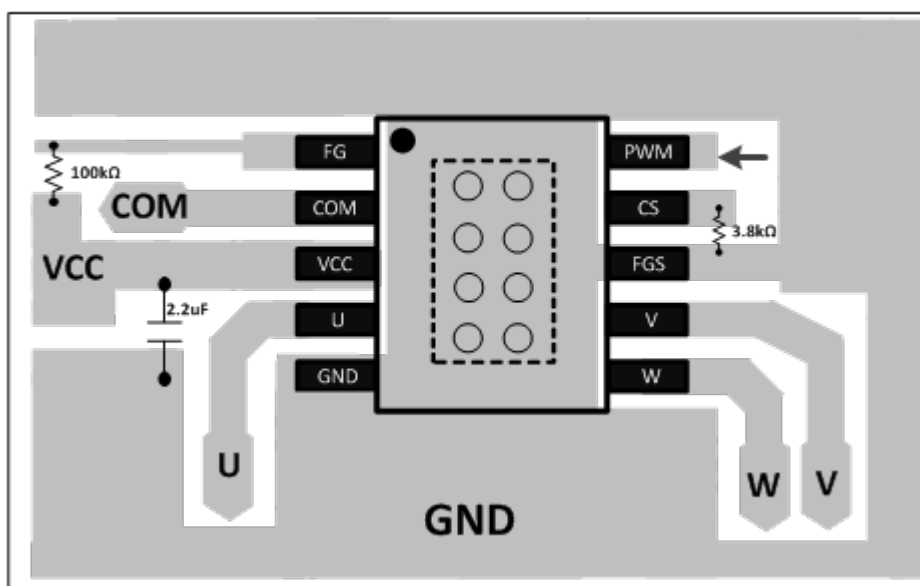 FG
PWM
100kΩ
COM
COM
CS
3.8kΩ
VCC
VCC
FGS
2.2uF
U
V
GND
W
U
W
V
GND